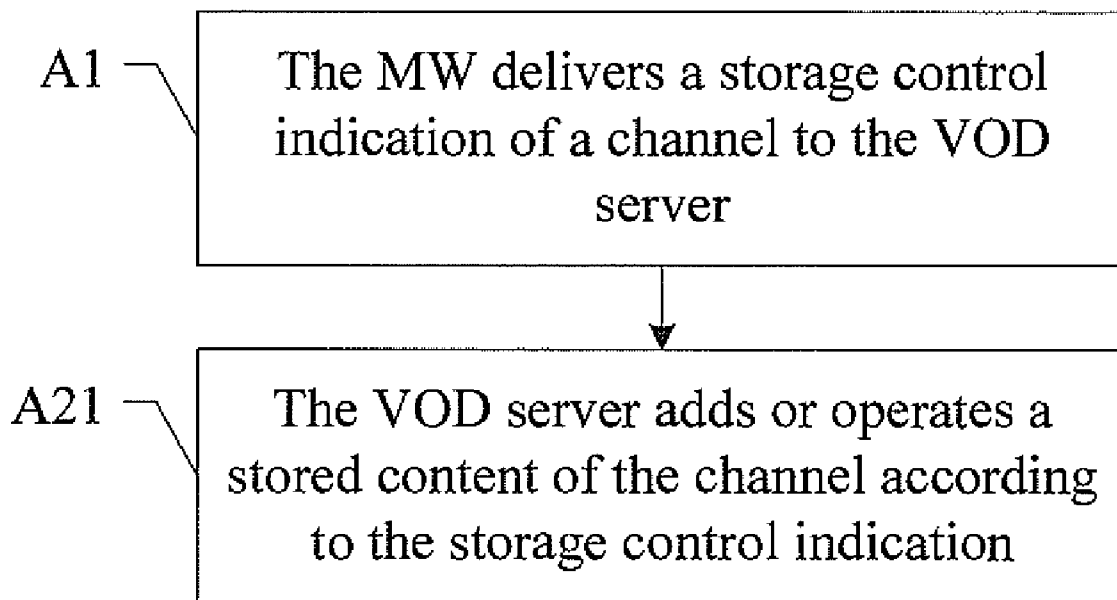 A1
The MW delivers a storage control
indication of a channel to the VOD
server
A21
The VOD server adds or operates a
stored content of the channel according
to the storage control indication